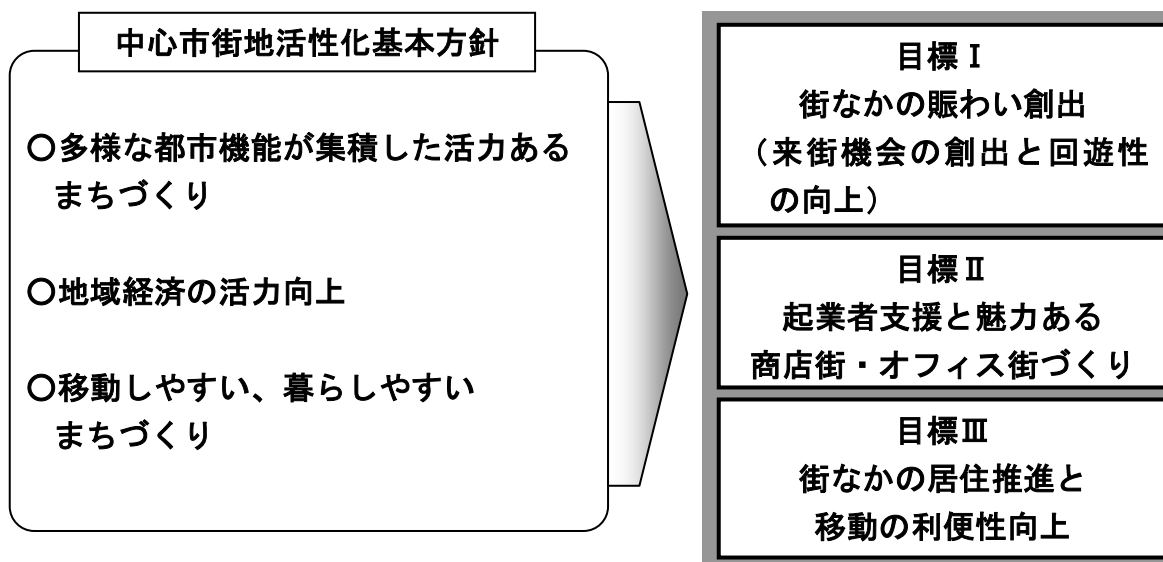 中心市街地活性化基本方針
〇多様な都市機能が集積した活力ある
まちづくり
〇地域経済の活力向上
〇移動しやすい、暮らしやすい
まちづくり
目標Ⅰ
街なかの賑わい創出
（来街機会の創出と回遊性
の向上）
目標Ⅱ
起業者支援と魅力ある
商店街・オフィス街づくり
目標Ⅲ
街なかの居住推進と
移動の利便性向上